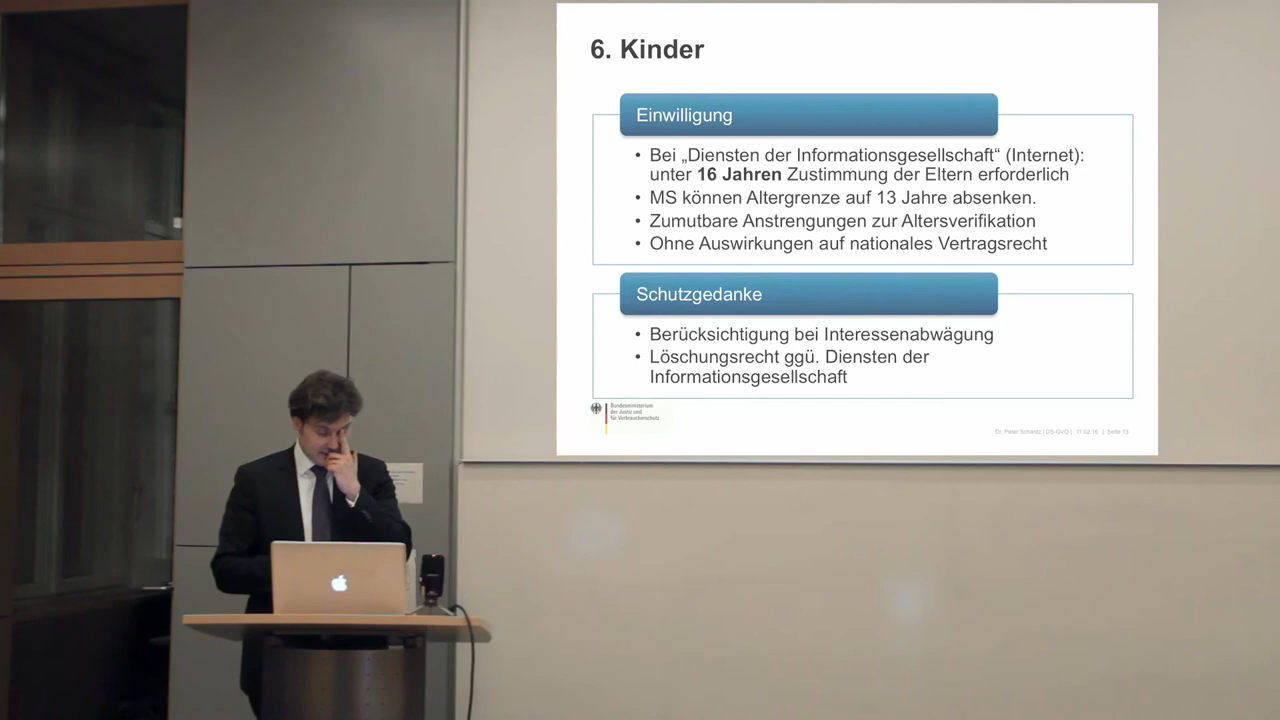 6. Kinder
Einwilligung
• Bei „Diensten der Informationsgesellschaft“ (Internet):
unter 16 Jahren Zustimmung der Eltern erforderlich
• MS können Altergrenze auf 13 Jahre absenken.
• Zumutbare Anstrengungen zur Altersverifikation
• Ohne Auswirkungen auf nationales Vertragsrecht
Schutzgedanke
• Berücksichtigung bei Interessenabwägung
• Löschungsrecht ggü. Diensten der
Informationsgesellschaft
Bundesministerium
der Justiz und
für Verbraucherschutz
Dr. Peter Schantz | DS-GVO | 11.02.16 | Seite 13